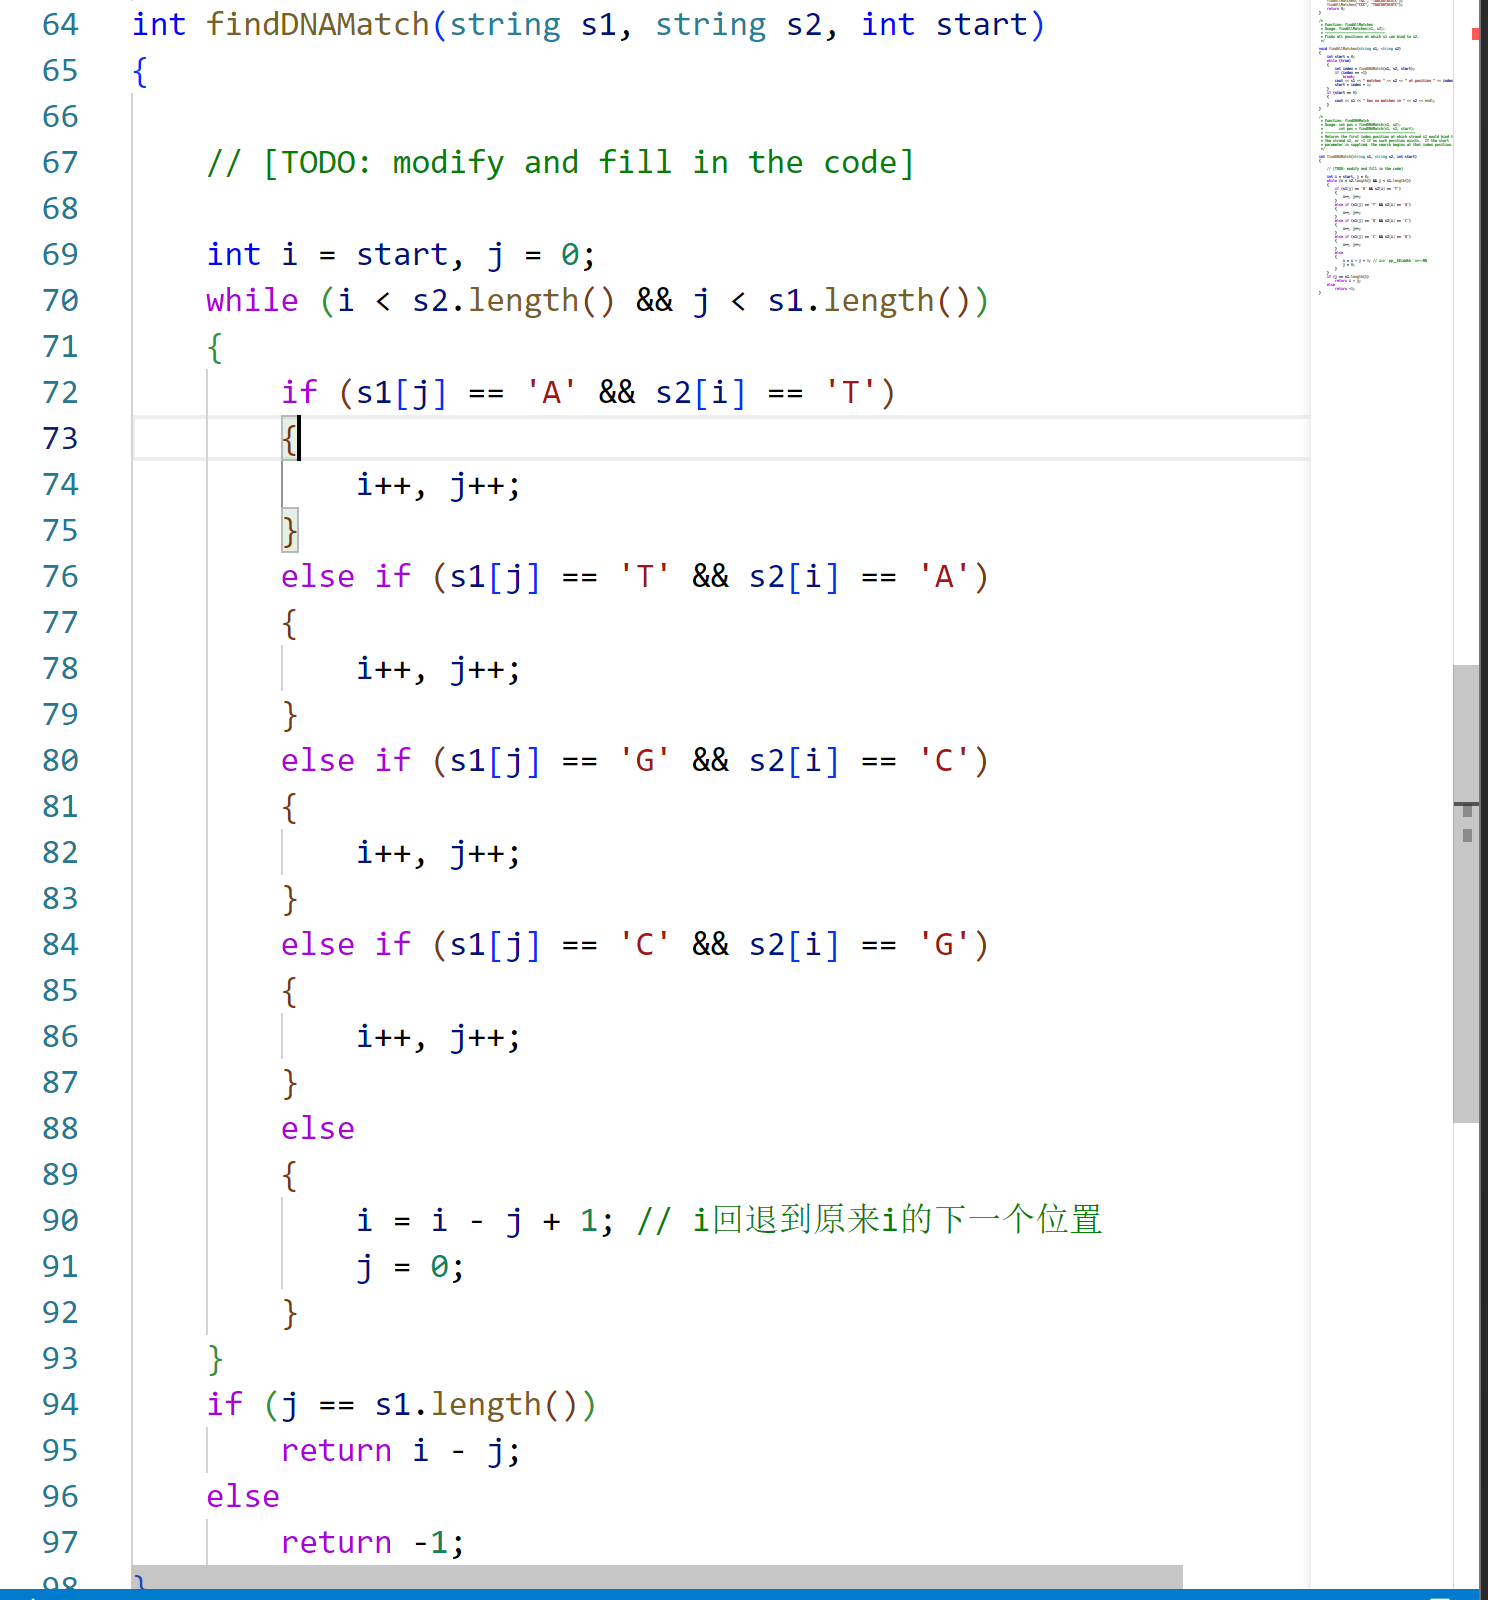 64 int findDNAMatch(string s1, string s2, int start)
65 {
66
67 // [TODO: modify and fill in the code]
68
69 int i = start, j = 0;
70 while (i < s2.length() && j < s1.length())
71 {
72 if (s1[j] == 'A' && s2[i] == 'T')
73 {
74 i++, j++;
75 }
76 else if (s1[j] == 'T' && s2[i] == 'A')
77 {
78 i++, j++;
79 }
80 else if (s1[j] == 'G' && s2[i] == 'C')
81 {
82 i++, j++;
83 }
84 else if (s1[j] == 'C' && s2[i] == 'G')
85 {
86 i++, j++;
87 }
88 else
89 {
90 i = i - j + 1; // i回退到原来i的下一个位置
91 j = 0;
92 }
93 }
94 if (j == s1.length())
95 return i - j;
96 else
97 return -1;
98 }